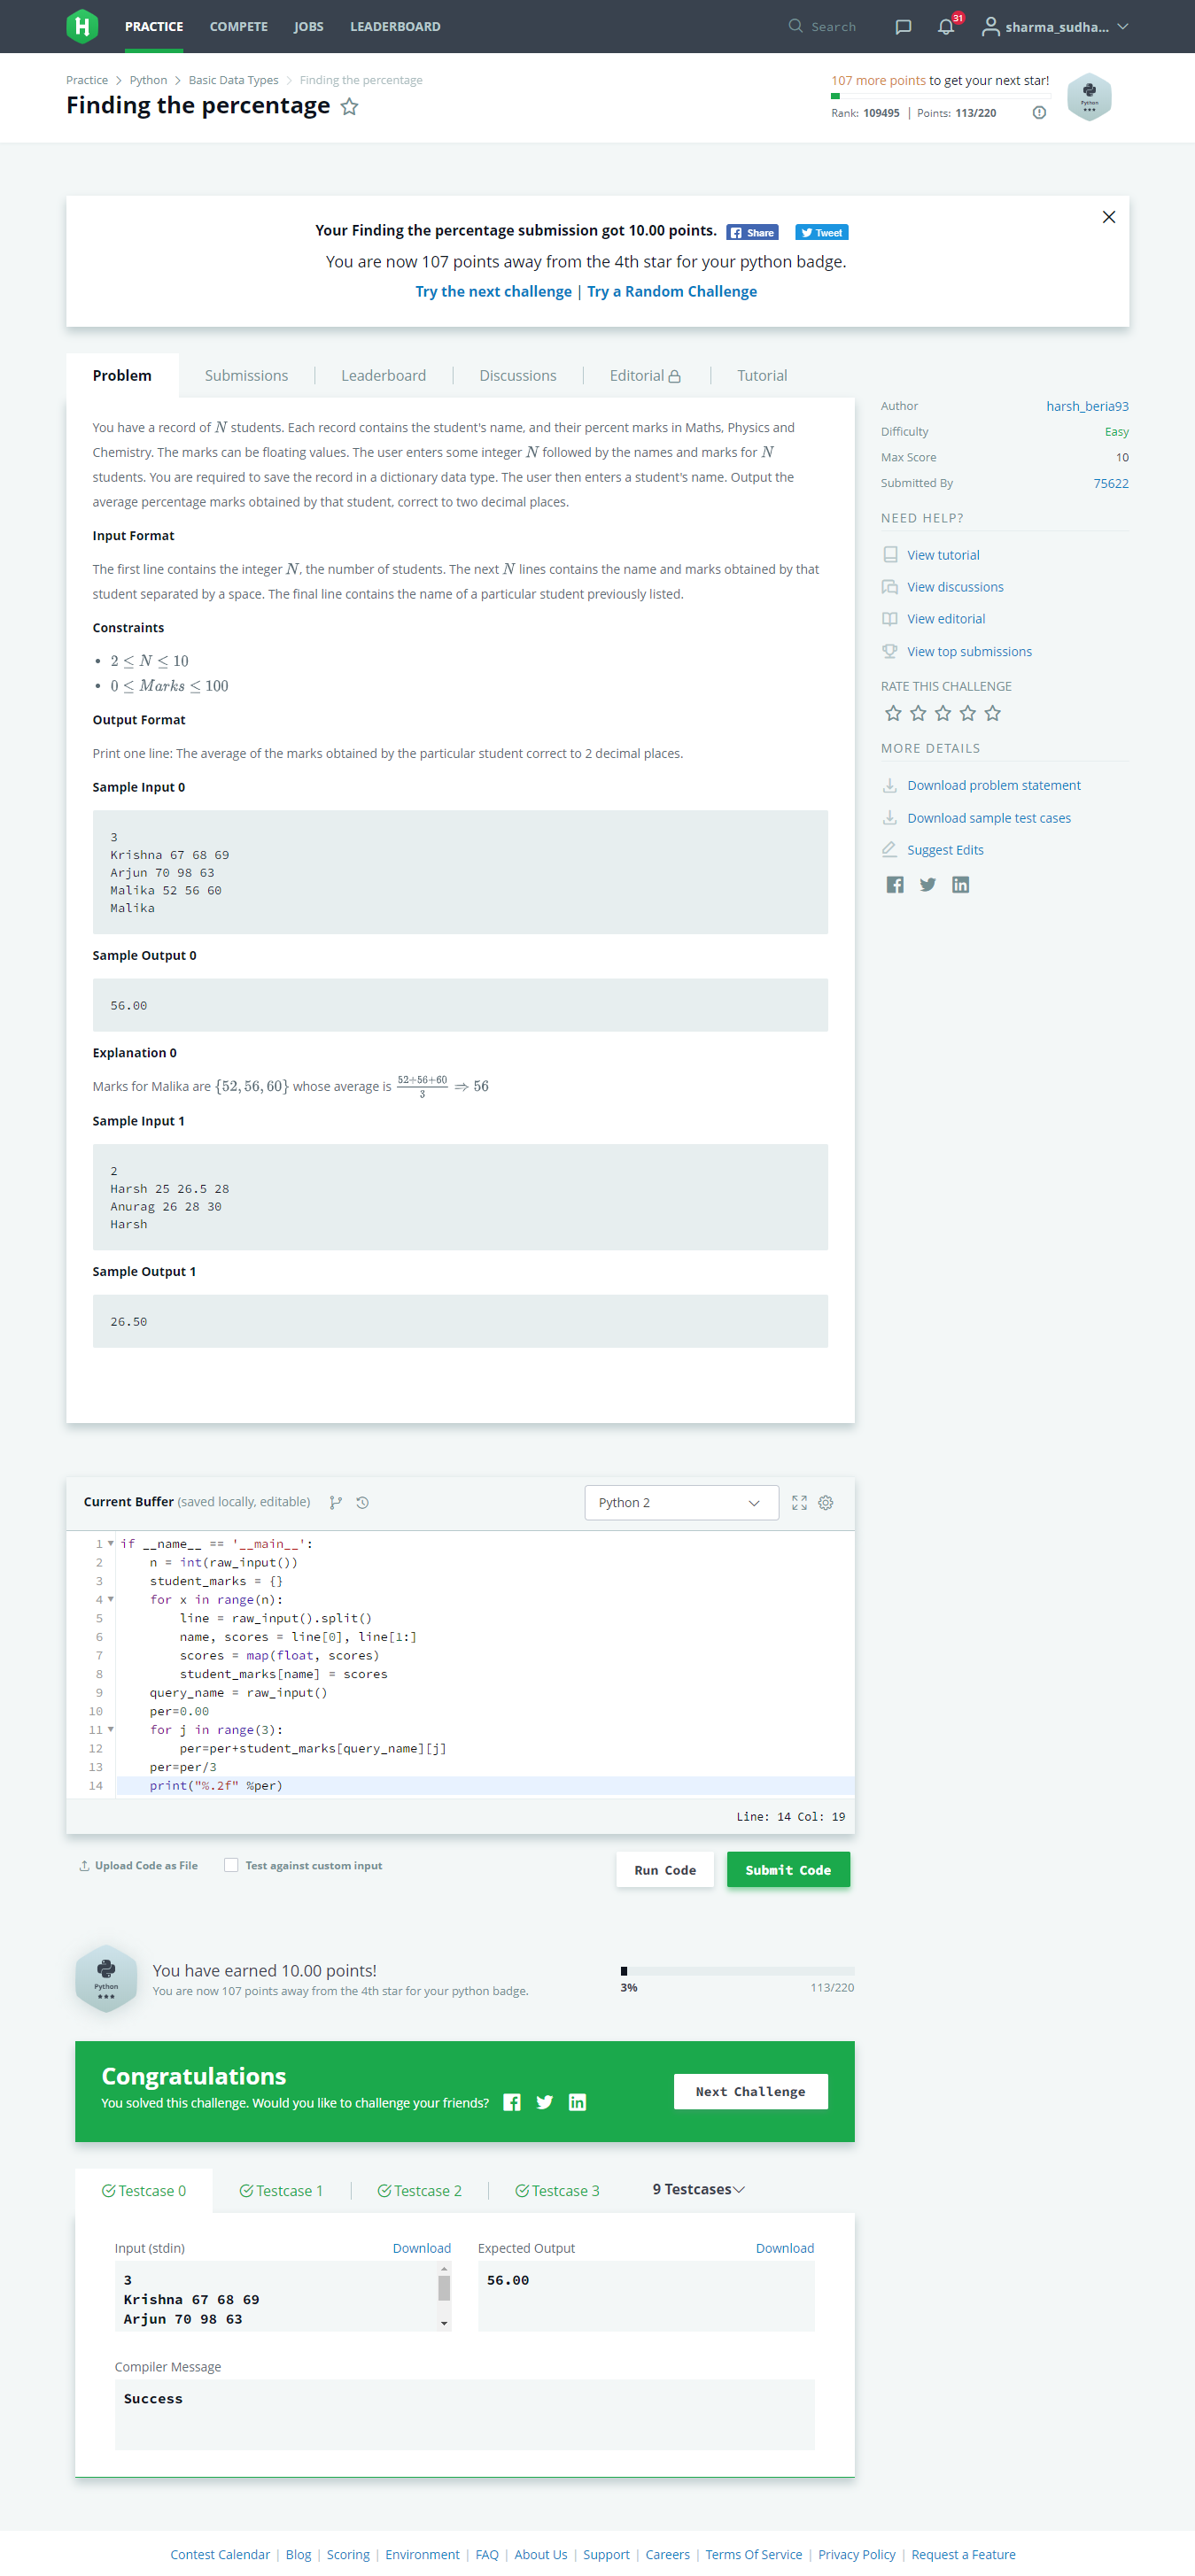 PRACTICE COMPETE JOBS LEADERBOARD Search 31 sharma_sudha...
Practice > Python > Basic Data Types > Finding the percentage
Finding the percentage
107 more points to get your next star!
Rank: 109495 | Points: 113/220
Python
Your Finding the percentage submission got 10.00 points. Share Tweet
You are now 107 points away from the 4th star for your python badge.
Try the next challenge | Try a Random Challenge
Problem Submissions Leaderboard Discussions Editorial Tutorial
You have a record of N students. Each record contains the student's name, and their percent marks in Maths, Physics and
Chemistry. The marks can be floating values. The user enters some integer N followed by the names and marks for N
students. You are required to save the record in a dictionary data type. The user then enters a student's name. Output the
average percentage marks obtained by that student, correct to two decimal places.
Input Format
The first line contains the integer N, the number of students. The next N lines contains the name and marks obtained by that
student separated by a space. The final line contains the name of a particular student previously listed.
Constraints
• 2 ≤ N ≤ 10
• 0 ≤ Marks ≤ 100
Output Format
Print one line: The average of the marks obtained by the particular student correct to 2 decimal places.
Sample Input 0
3
Krishna 67 68 69
Arjun 70 98 63
Malika 52 56 60
Malika
Sample Output 0
56.00
Explanation 0
Marks for Malika are {52, 56, 60} whose average is (52+56+60)/3 ⇒ 56
Sample Input 1
2
Harsh 25 26.5 28
Anurag 26 28 30
Harsh
Sample Output 1
26.50
Author harsh_beria93
Difficulty Easy
Max Score 10
Submitted By 75622
NEED HELP?
View tutorial
View discussions
View editorial
View top submissions
RATE THIS CHALLENGE
MORE DETAILS
Download problem statement
Download sample test cases
Suggest Edits
Current Buffer (saved locally, editable) Python 2
1 if __name__ == '__main__':
2     n = int(raw_input())
3     student_marks = {}
4     for x in range(n):
5         line = raw_input().split()
6         name, scores = line[0], line[1:]
7         scores = map(float, scores)
8         student_marks[name] = scores
9     query_name = raw_input()
10     per=0.00
11     for j in range(3):
12         per=per+student_marks[query_name][j]
13     per=per/3
14     print("%.2f" %per)
Line: 14 Col: 19
Upload Code as File Test against custom input Run Code Submit Code
Python
You have earned 10.00 points!
You are now 107 points away from the 4th star for your python badge.
3% 113/220
Congratulations
You solved this challenge. Would you like to challenge your friends?
Next Challenge
Testcase 0 Testcase 1 Testcase 2 Testcase 3 9 Testcases
Input (stdin) Download Expected Output Download
3
Krishna 67 68 69
Arjun 70 98 63
56.00
Compiler Message
Success
Contest Calendar | Blog | Scoring | Environment | FAQ | About Us | Support | Careers | Terms Of Service | Privacy Policy | Request a Feature